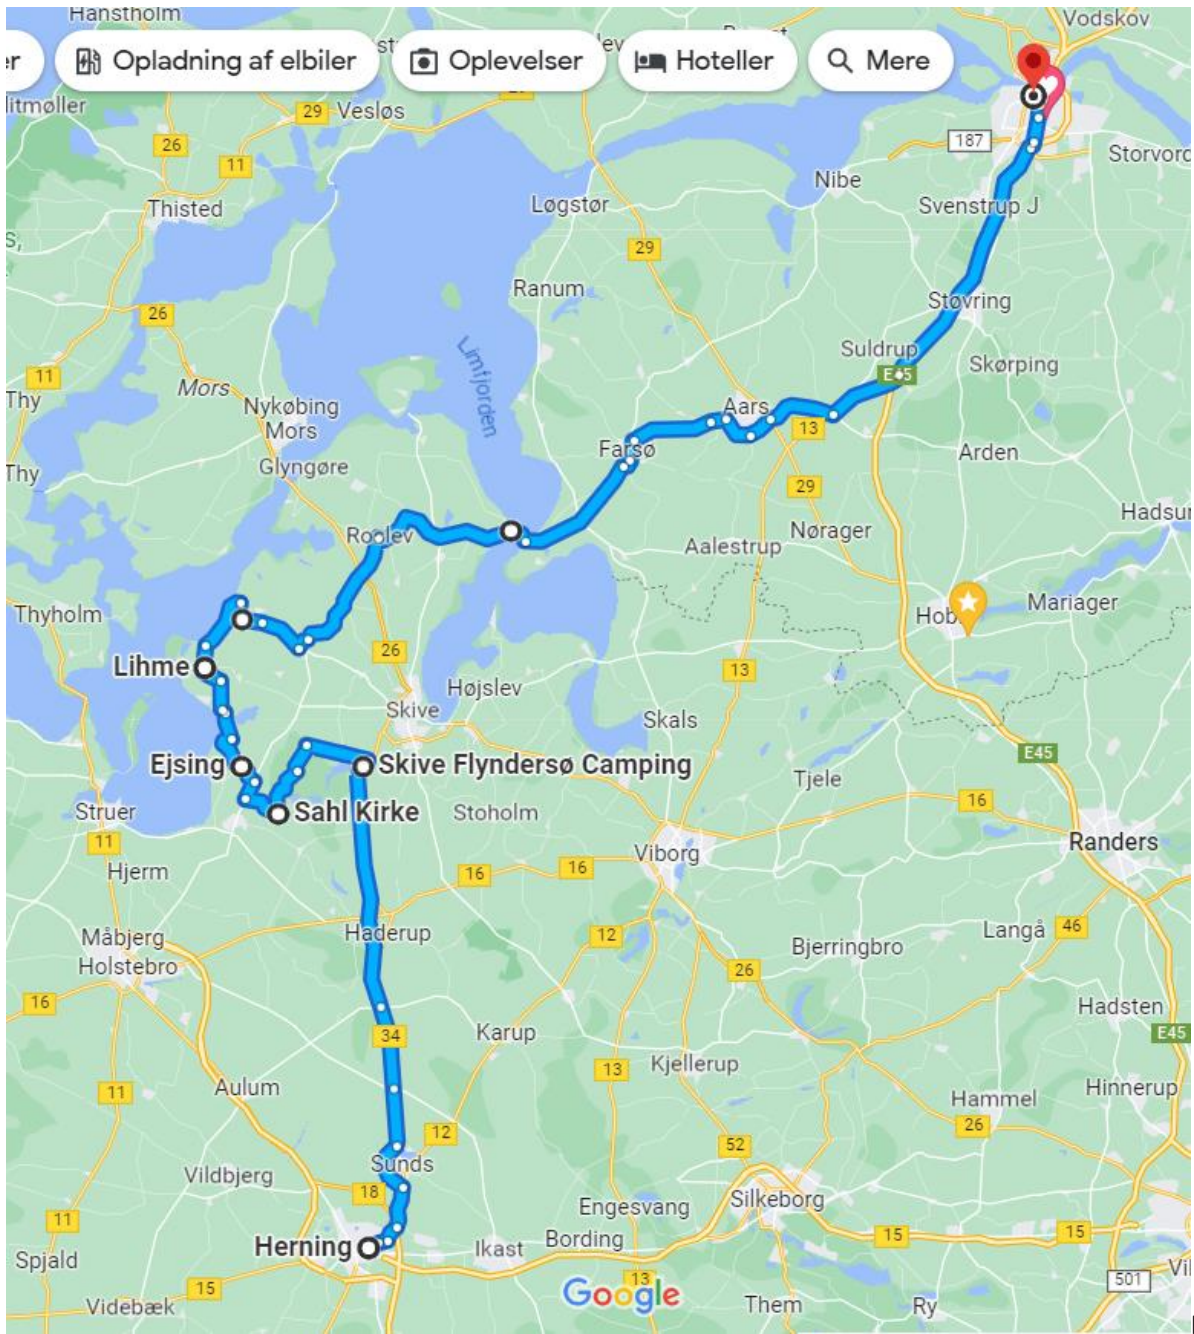 Hanstholm
Vodskov
er
Opladning af elbiler
Oplevelser
Hoteller
Mere
29
Vesløs
26
11
187
Storvord
Nibe
Thisted
Løgstør
Svenstrup J
29
Ranum
Støvring
26
Limfjorden
Suldrup
Skørping
11
Mors
E45
Thy
Nykøbing
Mors
Aars
13
Farsø
Arden
Glyngøre
Thy
29
Hadsun
Nørager
Aalestrup
Thyholm
Mariager
26
13
Lihme
Højslev
Skive
Skals
E45
Ejsing
Skive Flyndersø Camping
Tjele
16
Struer
Sahl Kirke
Stoholm
11
Randers
Viborg
Hjerm
16
16
Haderup
46
Langå
Måbjerg
Holstebro
12
Bjerringbro
26
16
Hadsten
34
Karup
E45
Kjellerup
13
Aulum
11
Hinnerup
Hammel
12
52
26
Sunds
Vildbjerg
18
Engesvang
Silkeborg
11
Herning
Ikast
Bording
15
15
Spjald
15
13
501
Google
Videbæk
Them
Ry